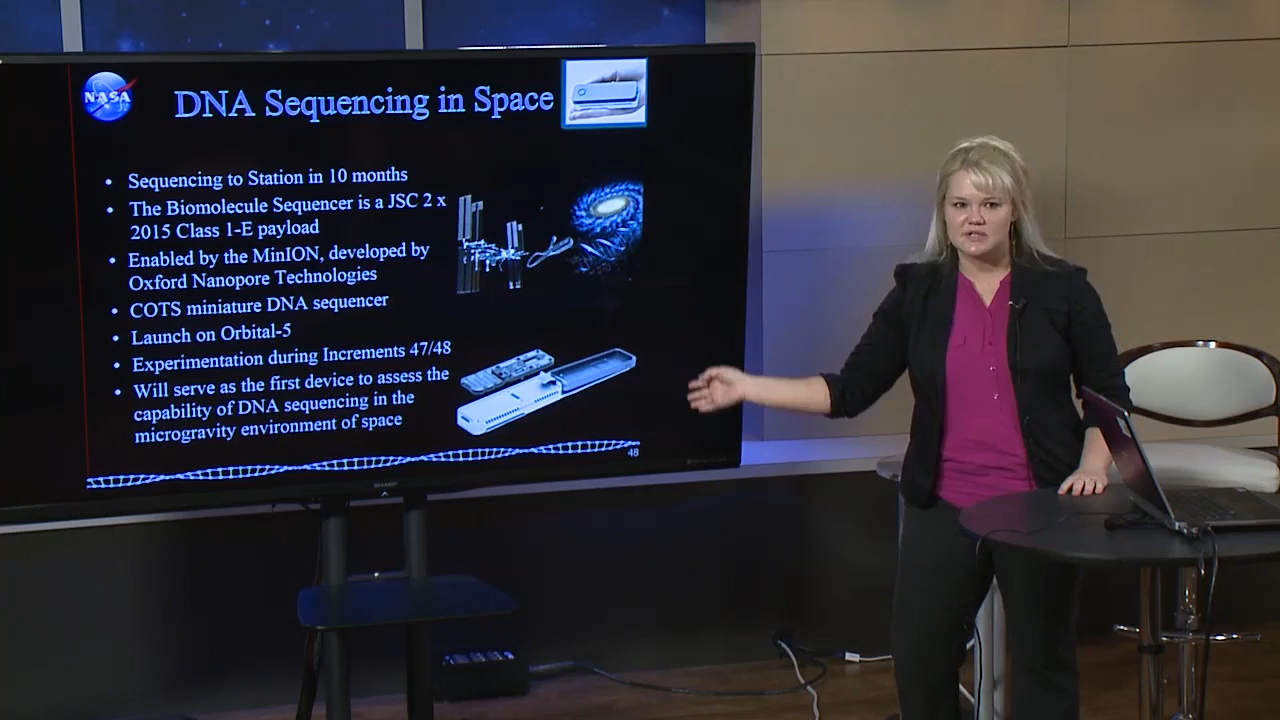 NASA
DNA Sequencing in Space
• Sequencing to Station in 10 months
• The Biomolecule Sequencer is a JSC 2 x
2015 Class 1-E payload
• Enabled by the MinION, developed by
Oxford Nanopore Technologies
• COTS miniature DNA sequencer
• Launch on Orbital-5
• Experimentation during Increments 47/48
• Will serve as the first device to assess the
capability of DNA sequencing in the
microgravity environment of space
48
SHARP